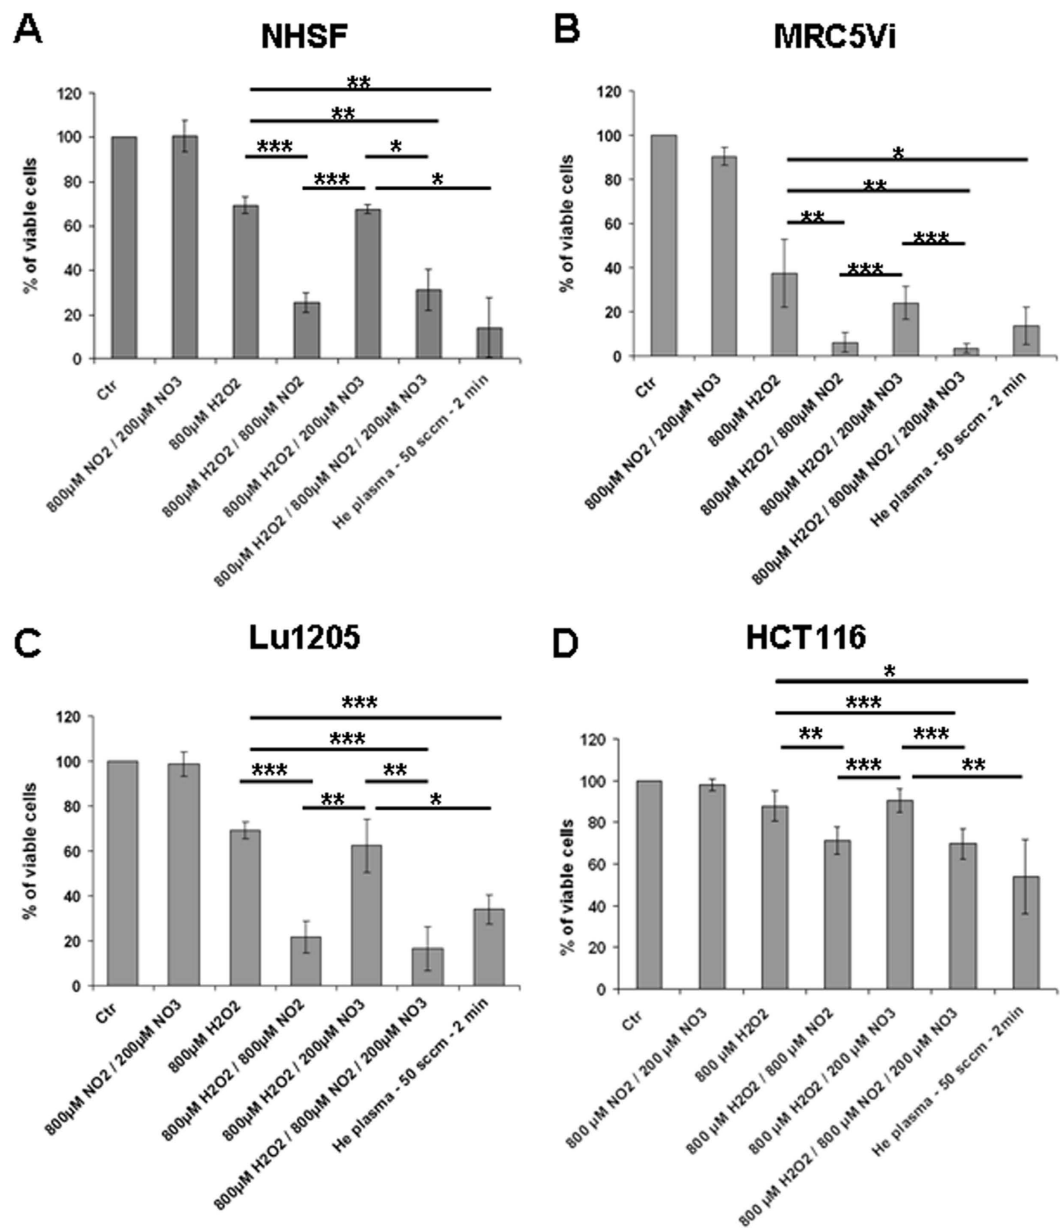 A
NHSF
% of viable cells
120
100
80
60
40
20
0
**
**
***
*
***
*
Ctr
800µM NO2 / 200µM NO3
800µM H2O2
800µM H2O2 / 800µM NO2
800µM H2O2 / 200µM NO3
800µM H2O2 / 800µM NO2 / 200µM NO3
He plasma - 50 sccm - 2 min
B
MRC5Vi
% of viable cells
120
100
80
60
40
20
0
*
**
**
***
***
Ctr
800µM NO2 / 200µM NO3
800µM H2O2
800µM H2O2 / 800µM NO2
800µM H2O2 / 200µM NO3
800µM H2O2 / 800µM NO2 / 200µM NO3
He plasma - 50 sccm - 2 min
C
Lu1205
% of viable cells
120
100
80
60
40
20
0
***
***
***
**
**
*
Ctr
800µM NO2 / 200µM NO3
800µM H2O2
800µM H2O2 / 800µM NO2
800µM H2O2 / 200µM NO3
800µM H2O2 / 800µM NO2 / 200µM NO3
He plasma - 50 sccm - 2 min
D
HCT116
% of viable cells
120
100
80
60
40
20
0
*
***
**
***
***
**
Ctr
800 µM NO2 / 200 µM NO3
800 µM H2O2
800 µM H2O2 / 800 µM NO2
800 µM H2O2 / 200 µM NO3
800 µM H2O2 / 800 µM NO2 / 200 µM NO3
He plasma - 50 sccm - 2min